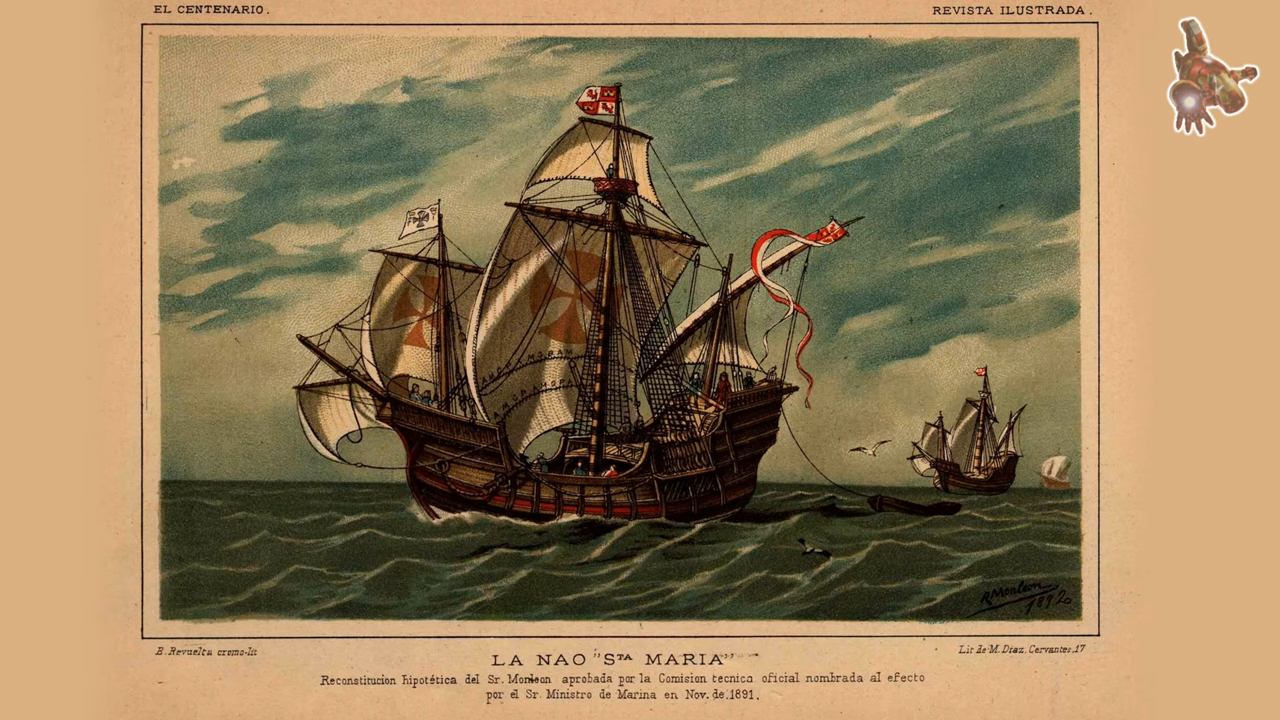 EL CENTENARIO.
REVISTA ILUSTRADA.
R Monleon
1892
B. Revuelta cromo-lit
Lit de M. Diaz, Cervantes, 17
LA NAO "STA MARIA"
Reconstitucion hipotética del Sr. Monleon aprobada por la Comision tecnica oficial nombrada al efecto
por el Sr. Ministro de Marina en Nov. de 1891.